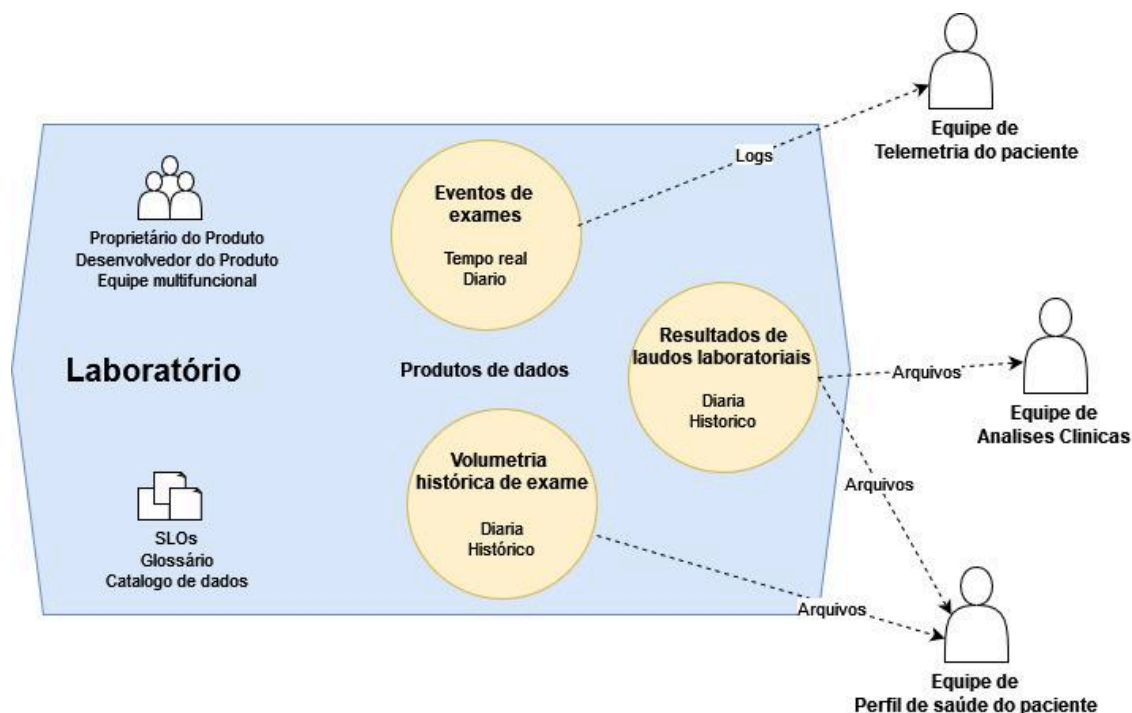 Equipe de
Telemetria do paciente
Logs
Proprietário do Produto
Desenvolvedor do Produto
Equipe multifuncional
Eventos de
exames
Tempo real
Diario
Laboratório
Produtos de dados
Resultados de
laudos laboratoriais
Diaria
Historico
Arquivos
Equipe de
Analises Clinicas
Volumetria
histórica de exame
Diaria
Histórico
SLOs
Glossário
Catalogo de dados
Arquivos
Arquivos
Equipe de
Perfil de saúde do paciente